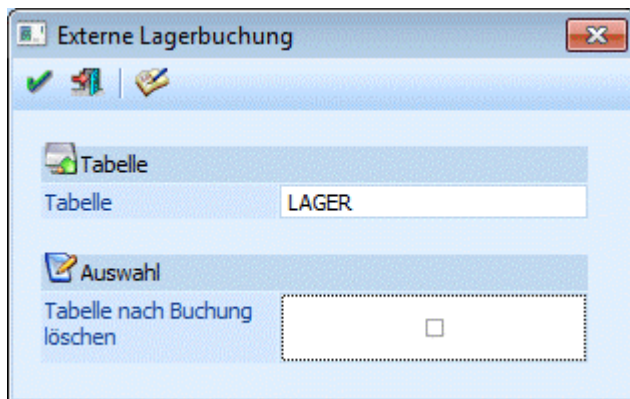 Externe Lagerbuchung
Tabelle
Tabelle LAGER
Auswahl
Tabelle nach Buchung
löschen